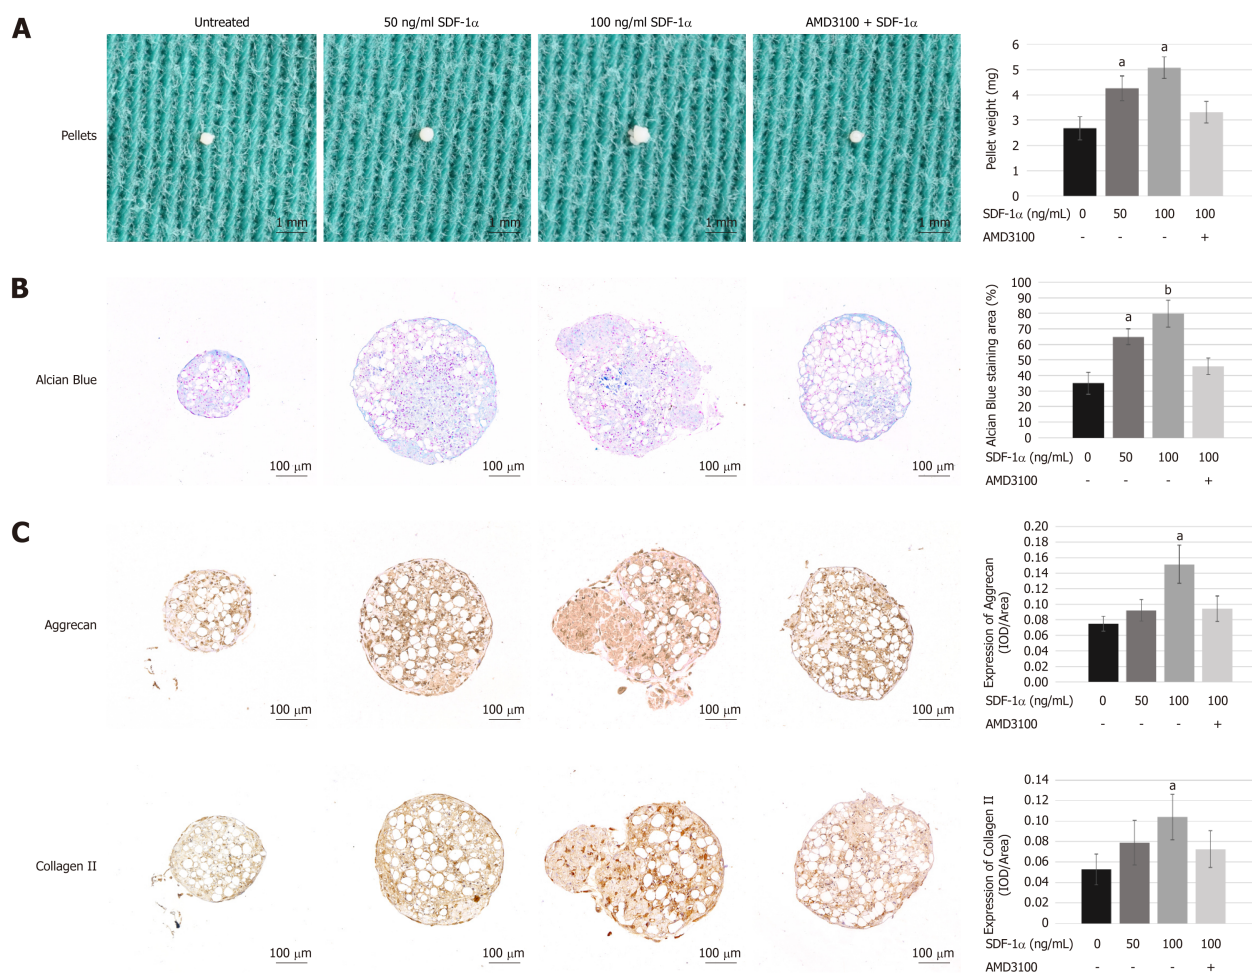 A
Untreated
50 ng/ml SDF-1α
100 ng/ml SDF-1α
AMD3100 + SDF-1α
Pellets
1 mm
1 mm
1 mm
1 mm
Pellet weight (mg)
6
5
4
3
2
1
0
a
a
SDF-1α (ng/mL) 0 50 100 100
AMD3100 - - - +
B
Alcian Blue
100 μm
100 μm
100 μm
100 μm
Alcian Blue staining area (%)
100
90
80
70
60
50
40
30
20
10
0
a
b
SDF-1α (ng/mL) 0 50 100 100
AMD3100 - - - +
C
Aggrecan
100 μm
100 μm
100 μm
100 μm
Expression of Aggrecan
(IOD/Area)
0.20
0.18
0.16
0.14
0.12
0.10
0.08
0.06
0.04
0.02
0.00
a
SDF-1α (ng/mL) 0 50 100 100
AMD3100 - - - +
Collagen II
100 μm
100 μm
100 μm
100 μm
Expression of Collagen II
(IOD/Area)
0.14
0.12
0.10
0.08
0.06
0.04
0.02
0
a
SDF-1α (ng/mL) 0 50 100 100
AMD3100 - - - +